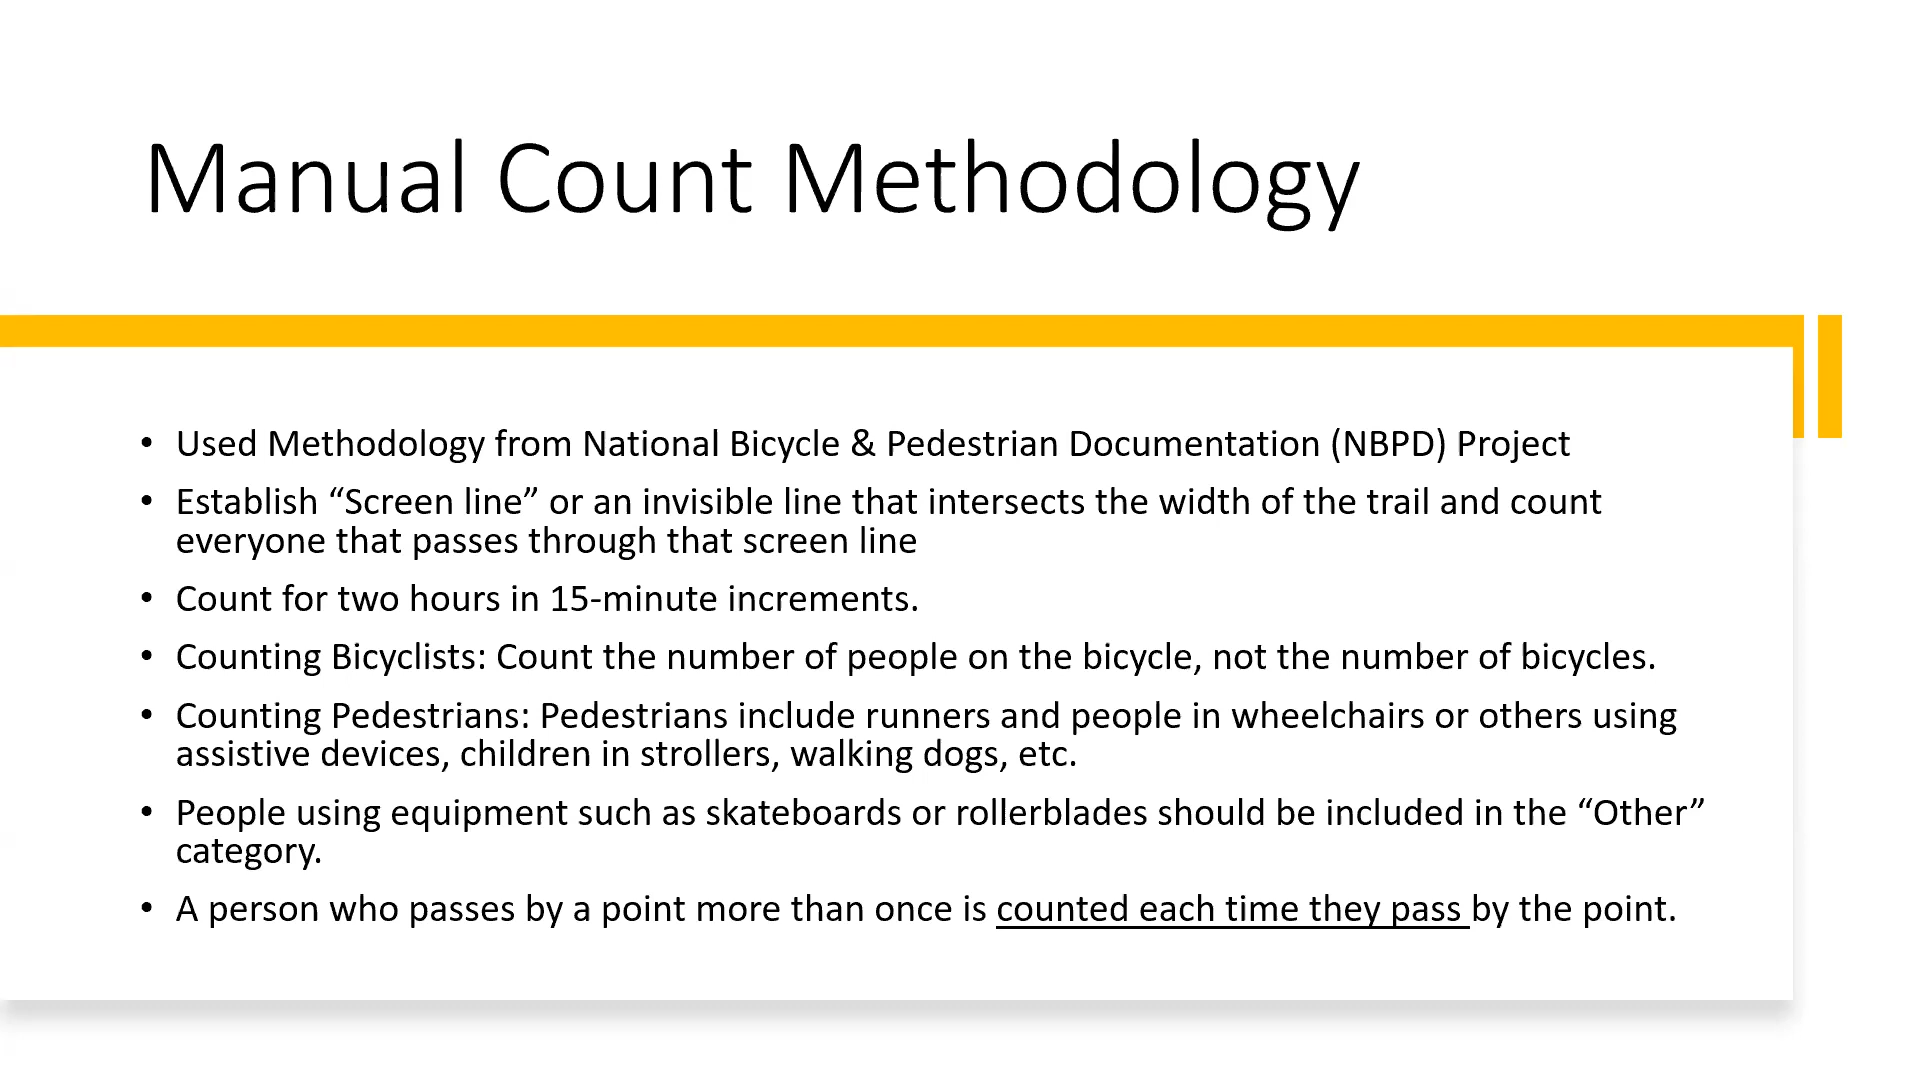 Manual Count Methodology
• Used Methodology from National Bicycle & Pedestrian Documentation (NBPD) Project
• Establish “Screen line” or an invisible line that intersects the width of the trail and count
everyone that passes through that screen line
• Count for two hours in 15-minute increments.
• Counting Bicyclists: Count the number of people on the bicycle, not the number of bicycles.
• Counting Pedestrians: Pedestrians include runners and people in wheelchairs or others using
assistive devices, children in strollers, walking dogs, etc.
• People using equipment such as skateboards or rollerblades should be included in the “Other”
category.
• A person who passes by a point more than once is counted each time they pass by the point.